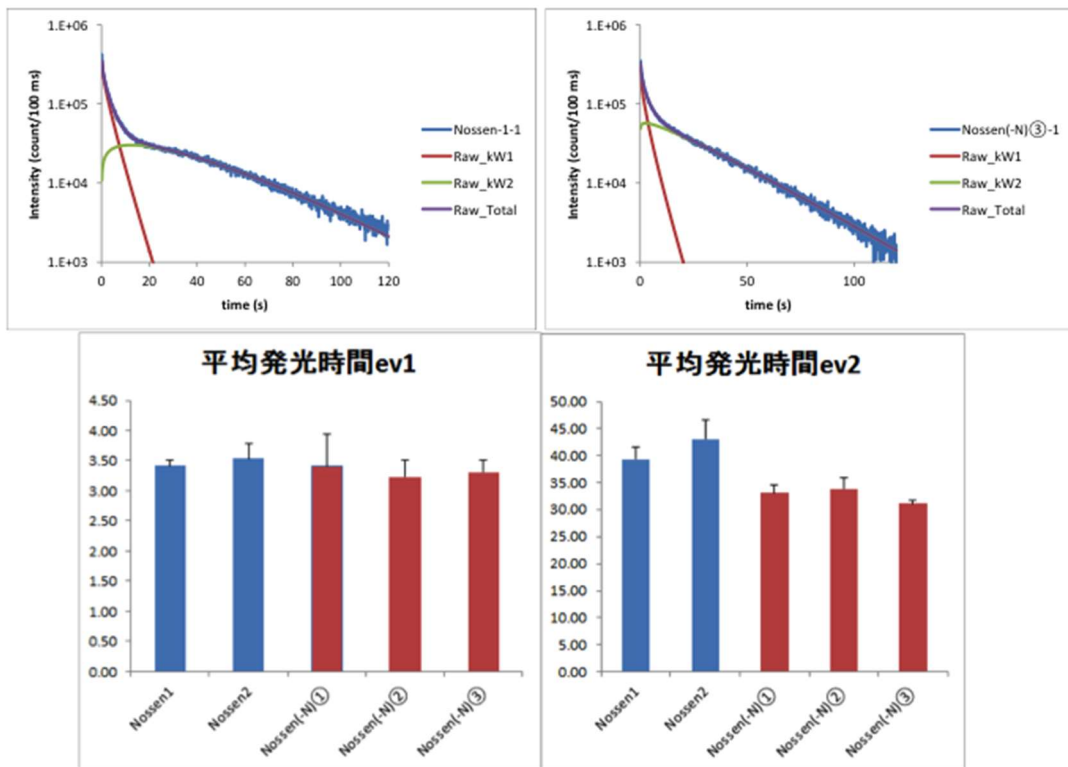 1.E+06
1.E+05
1.E+04
1.E+03
Intensity (count/100 ms)
0 20 40 60 80 100 120
time (s)
Nossen-1-1
Raw_kW1
Raw_kW2
Raw_Total
1.E+06
1.E+05
1.E+04
1.E+03
Intensity (count/100 ms)
0 50 100
time (s)
Nossen(-N)③-1
Raw_kW1
Raw_kW2
Raw_Total
平均発光時間ev1
4.50
4.00
3.50
3.00
2.50
2.00
1.50
1.00
0.50
0.00
Nossen1
Nossen2
Nossen(-N)①
Nossen(-N)②
Nossen(-N)③
平均発光時間ev2
50.00
45.00
40.00
35.00
30.00
25.00
20.00
15.00
10.00
5.00
0.00
Nossen1
Nossen2
Nossen(-N)①
Nossen(-N)②
Nossen(-N)③